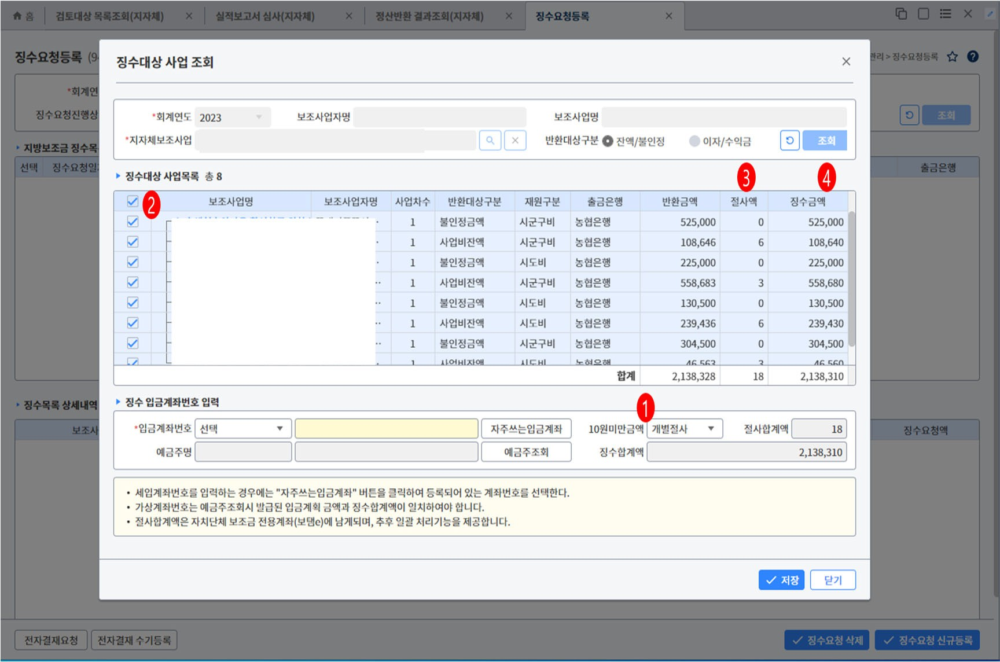 홈 검토대상 목록조회(지자체) 실적보고서 심사(지자체) 정산반환 결과조회(지자체) 징수요청등록
징수요청등록 (94 관리 > 징수요청등록
징수대상 사업 조회
*회계연
징수요청진행상 조회
*회계연도 2023 보조사업자명 보조사업명
*지자체보조사업 반환대상구분 잔액/불인정 이자/수익금 조회
지방보조금 징수목
선택 징수요청일 출금은행
징수대상 사업목록 총 8
2 3 4
보조사업명 보조사업자명 사업차수 반환대상구분 재원구분 출금은행 반환금액 절사액 징수금액
1 불인정금액 시군구비 농협은행 525,000 0 525,000
1 사업비잔액 시군구비 농협은행 108,646 6 108,640
1 불인정금액 시도비 농협은행 225,000 0 225,000
1 사업비잔액 시군구비 농협은행 558,683 3 558,680
1 불인정금액 시도비 농협은행 130,500 0 130,500
1 사업비잔액 시도비 농협은행 239,436 6 239,430
1 불인정금액 시군구비 농협은행 304,500 0 304,500
1 사업비잔액 시도비 농협은행 46,563 3 46,560
합계 2,138,328 18 2,138,310
징수목록 상세내역
보조사 징수요청액
징수 입금계좌번호 입력
1
*입금계좌번호 선택 자주쓰는입금계좌 10원미만금액 개별절사 절사합계액 18
예금주명 예금주조회 징수합계액 2,138,310
• 세입계좌번호를 입력하는 경우에는 "자주쓰는입금계좌" 버튼을 클릭하여 등록되어 있는 계좌번호를 선택한다.
• 가상계좌번호는 예금주조회시 발급된 입금계획 금액과 징수합계액이 일치하여야 합니다.
• 절사합계액은 자치단체 보조금 전용계좌(보탬e)에 남게되며, 추후 일괄 처리기능을 제공합니다.
저장 닫기
전자결재요청 전자결재 수기등록 징수요청 삭제 징수요청 신규등록